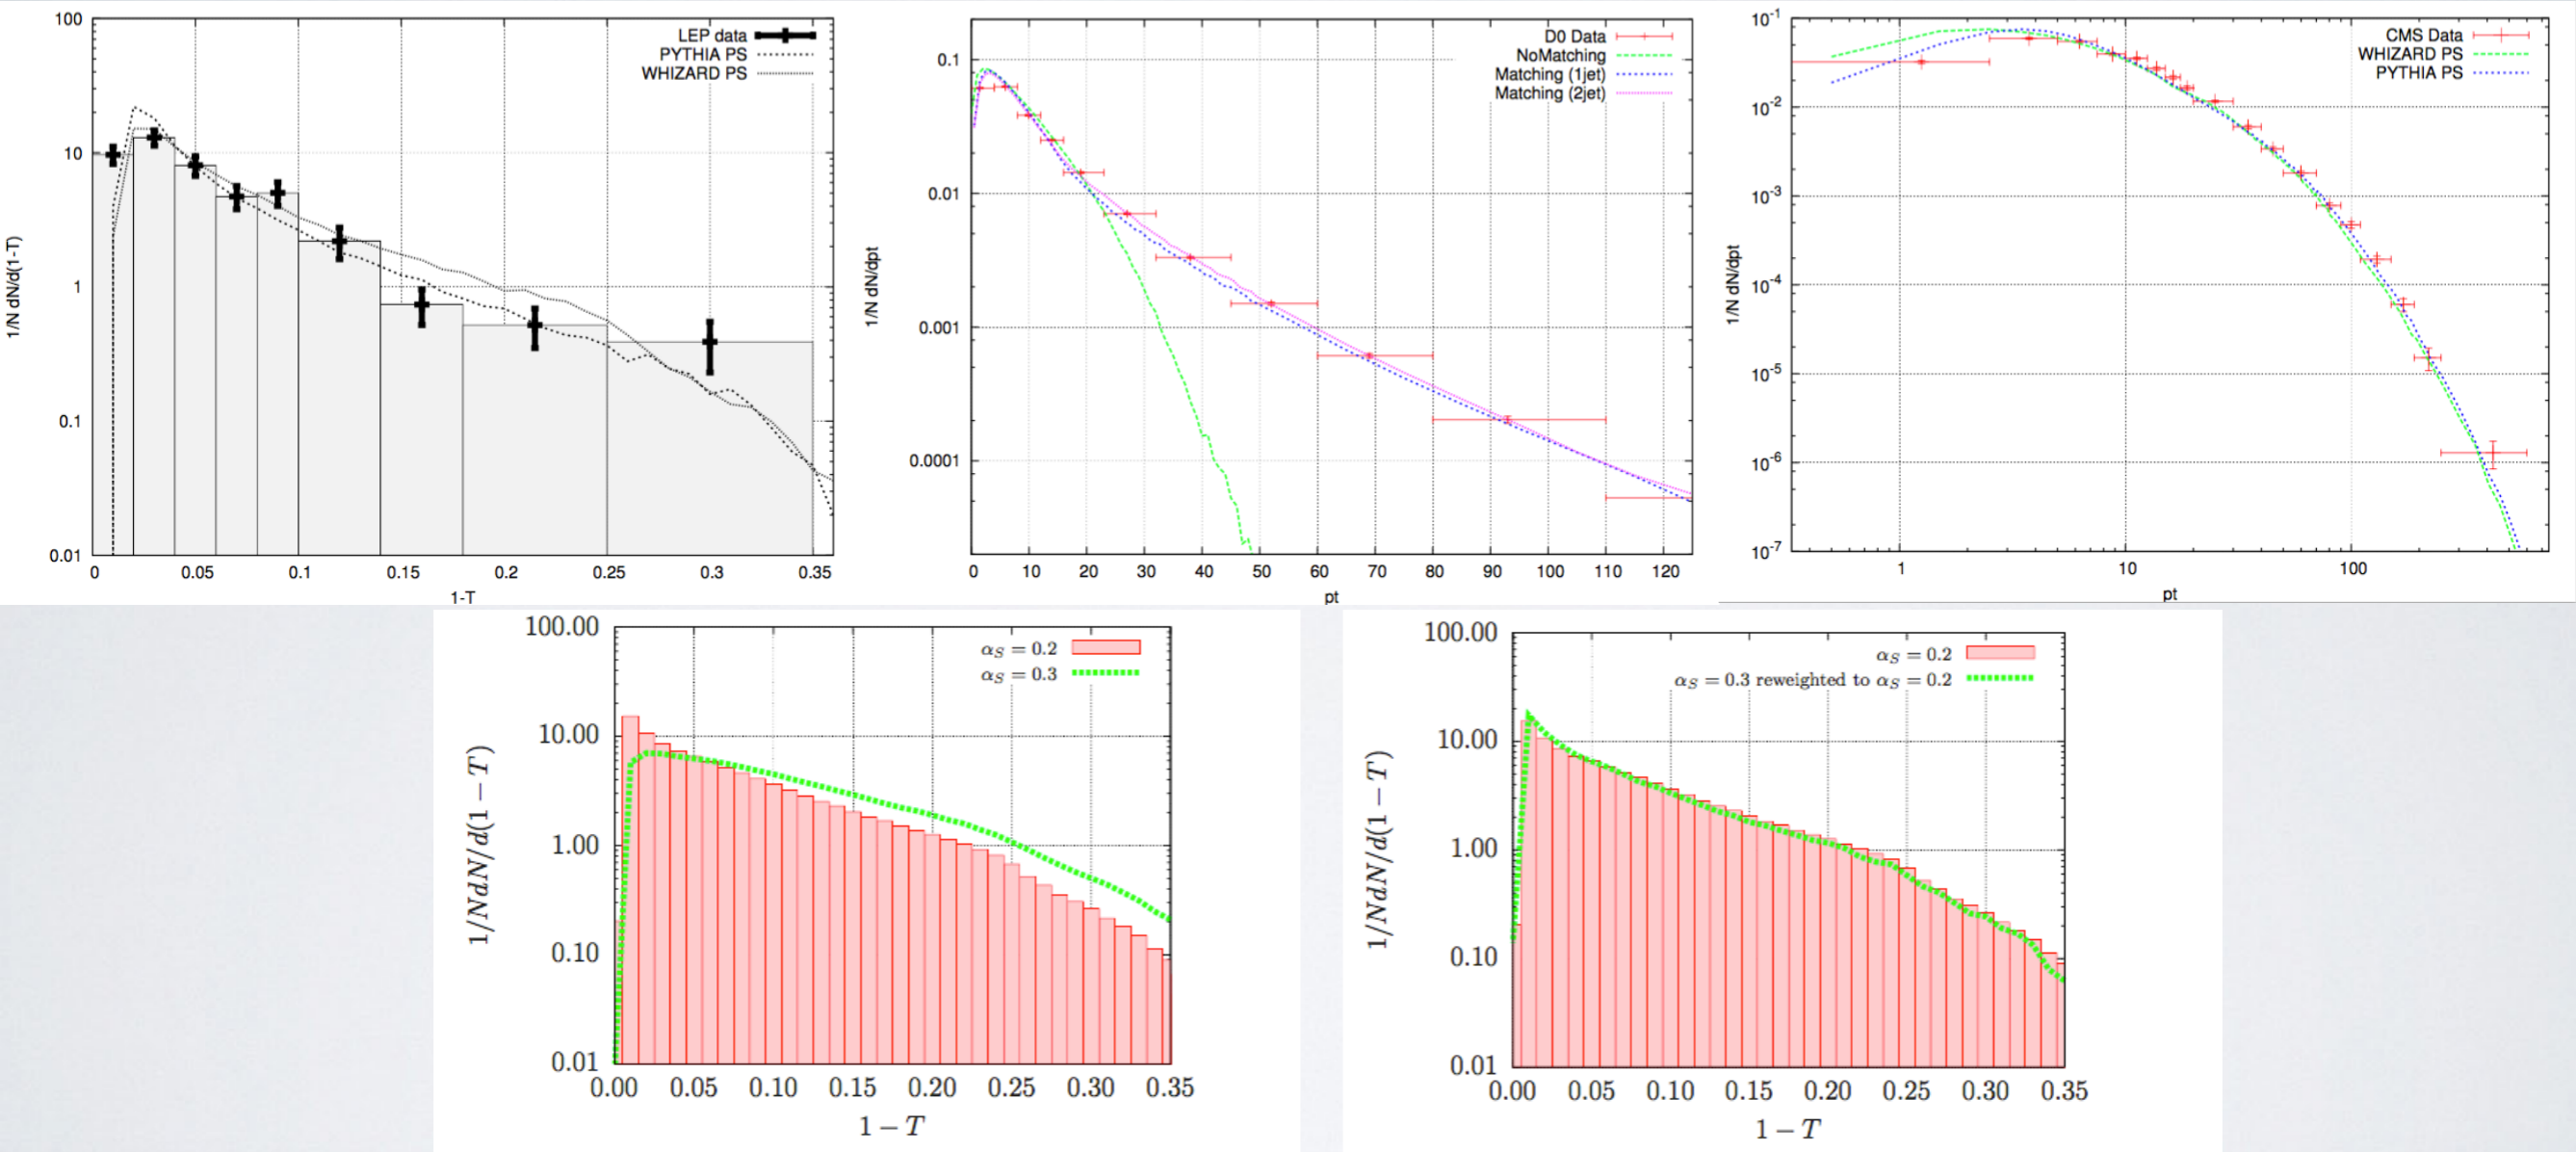 100
10
1
0.1
0.01
1/N dN/d(1-T)
LEP data
PYTHIA PS
WHIZARD PS
0 0.05 0.1 0.15 0.2 0.25 0.3 0.35
1-T
0.1
0.01
0.001
0.0001
1/N dN/dpt
D0 Data
NoMatching
Matching (1jet)
Matching (2jet)
0 10 20 30 40 50 60 70 80 90 100 110 120
pt
10-1
10-2
10-3
10-4
10-5
10-6
10-7
1/N dN/dpt
CMS Data
WHIZARD PS
PYTHIA PS
1 10 100
pt
100.00
10.00
1.00
0.10
0.01
1/NdN/d(1 − T)
αS = 0.2
αS = 0.3
0.00 0.05 0.10 0.15 0.20 0.25 0.30 0.35
1 − T
100.00
10.00
1.00
0.10
0.01
1/NdN/d(1 − T)
αS = 0.2
αS = 0.3 reweighted to αS = 0.2
0.00 0.05 0.10 0.15 0.20 0.25 0.30 0.35
1 − T